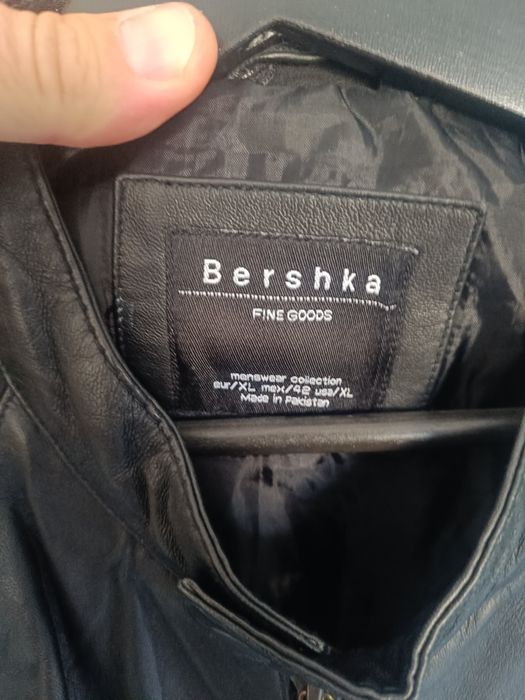 Bershka
FINE GOODS
menswear collection
eur/XL mex/42 usa/XL
Made in Pakistan